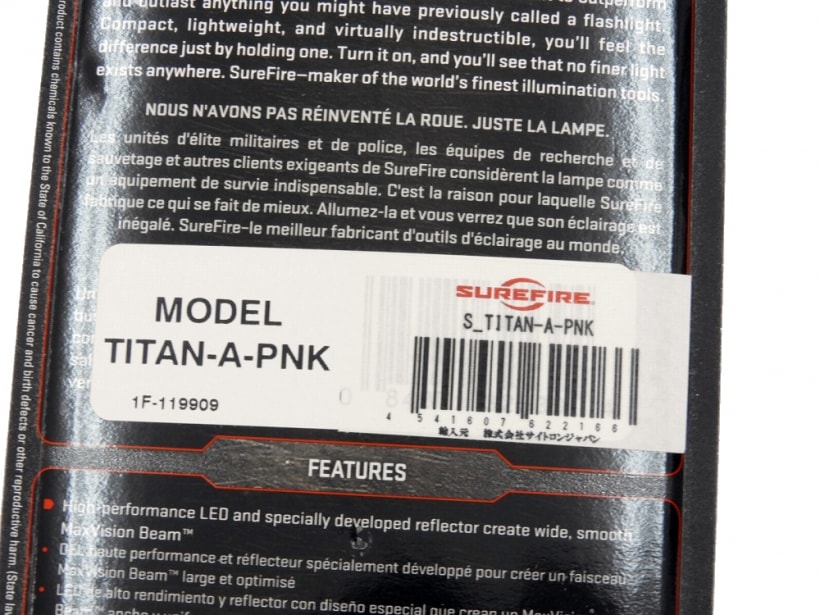 and outlast anything you might have previously called a flashlight.
Compact, lightweight, and virtually indestructible, you'll feel the
difference just by holding one. Turn it on, and you'll see that no finer light
exists anywhere. SureFire—maker of the world's finest illumination tools.
NOUS N'AVONS PAS RÉINVENTÉ LA ROUE. JUSTE LA LAMPE.
Les unités d'élite militaires et de police, les équipes de recherche et de
sauvetage et autres clients exigeants de SureFire considèrent la lampe comme
un équipement de survie indispensable. C'est la raison pour laquelle SureFire
fabrique ce qui se fait de mieux. Allumez-la et vous verrez que son éclairage est
inégalé. SureFire-le meilleur fabricant d'outils d'éclairage au monde.
MODEL
TITAN-A-PNK
1F-119909
SUREFIRE
S_TITAN-A-PNK
4 541607 622166
輸入元 株式会社サイトロンジャパン
FEATURES
High-performance LED and specially developed reflector create wide, smooth
MaxVision Beam™
DEL haute performance et réflecteur spécialement développé pour créer un faisceau
MaxVision Beam™ large et optimisé
LED de alto rendimiento y reflector con diseño especial que crean un
Beam™ ancho y
product contains chemicals known to the State of California to cause cancer and birth defects or other reproductive harm. (State law